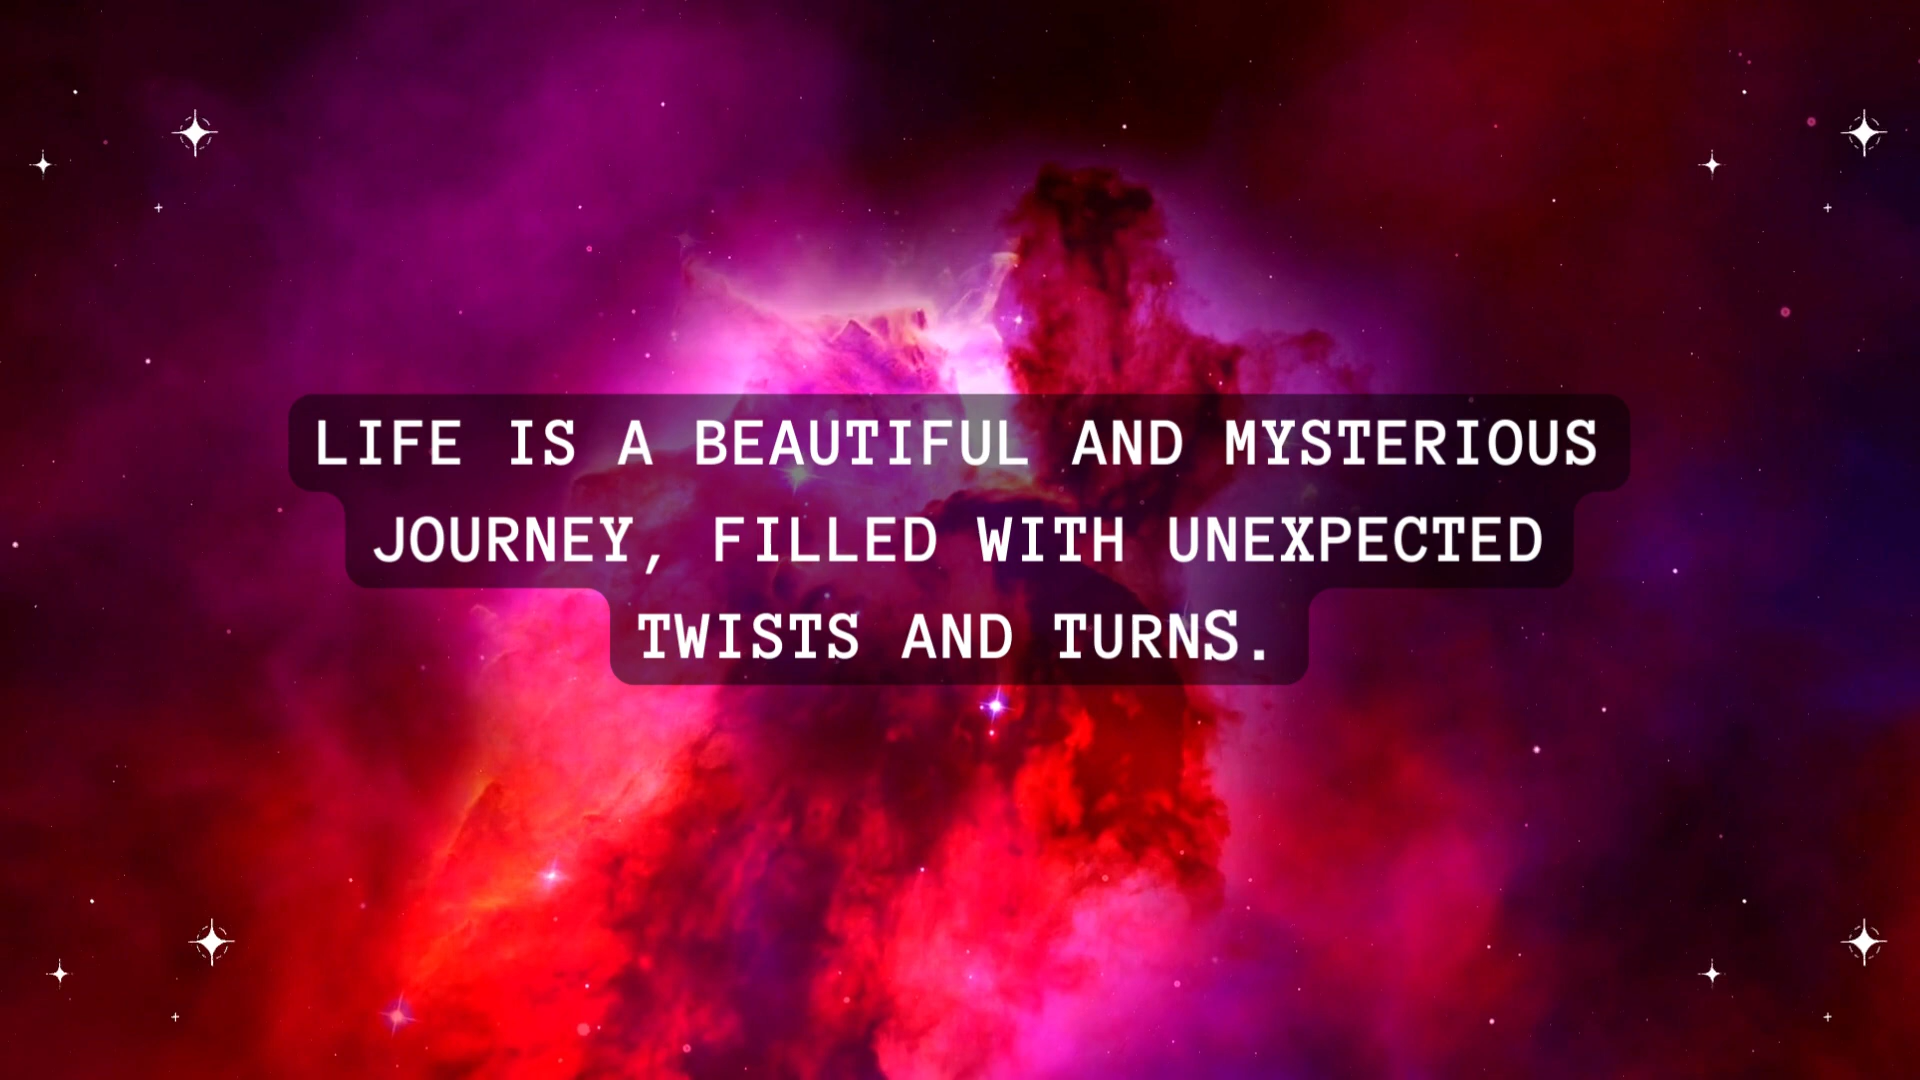 LIFE IS A BEAUTIFUL AND MYSTERIOUS
JOURNEY, FILLED WITH UNEXPECTED
TWISTS AND TURNS.